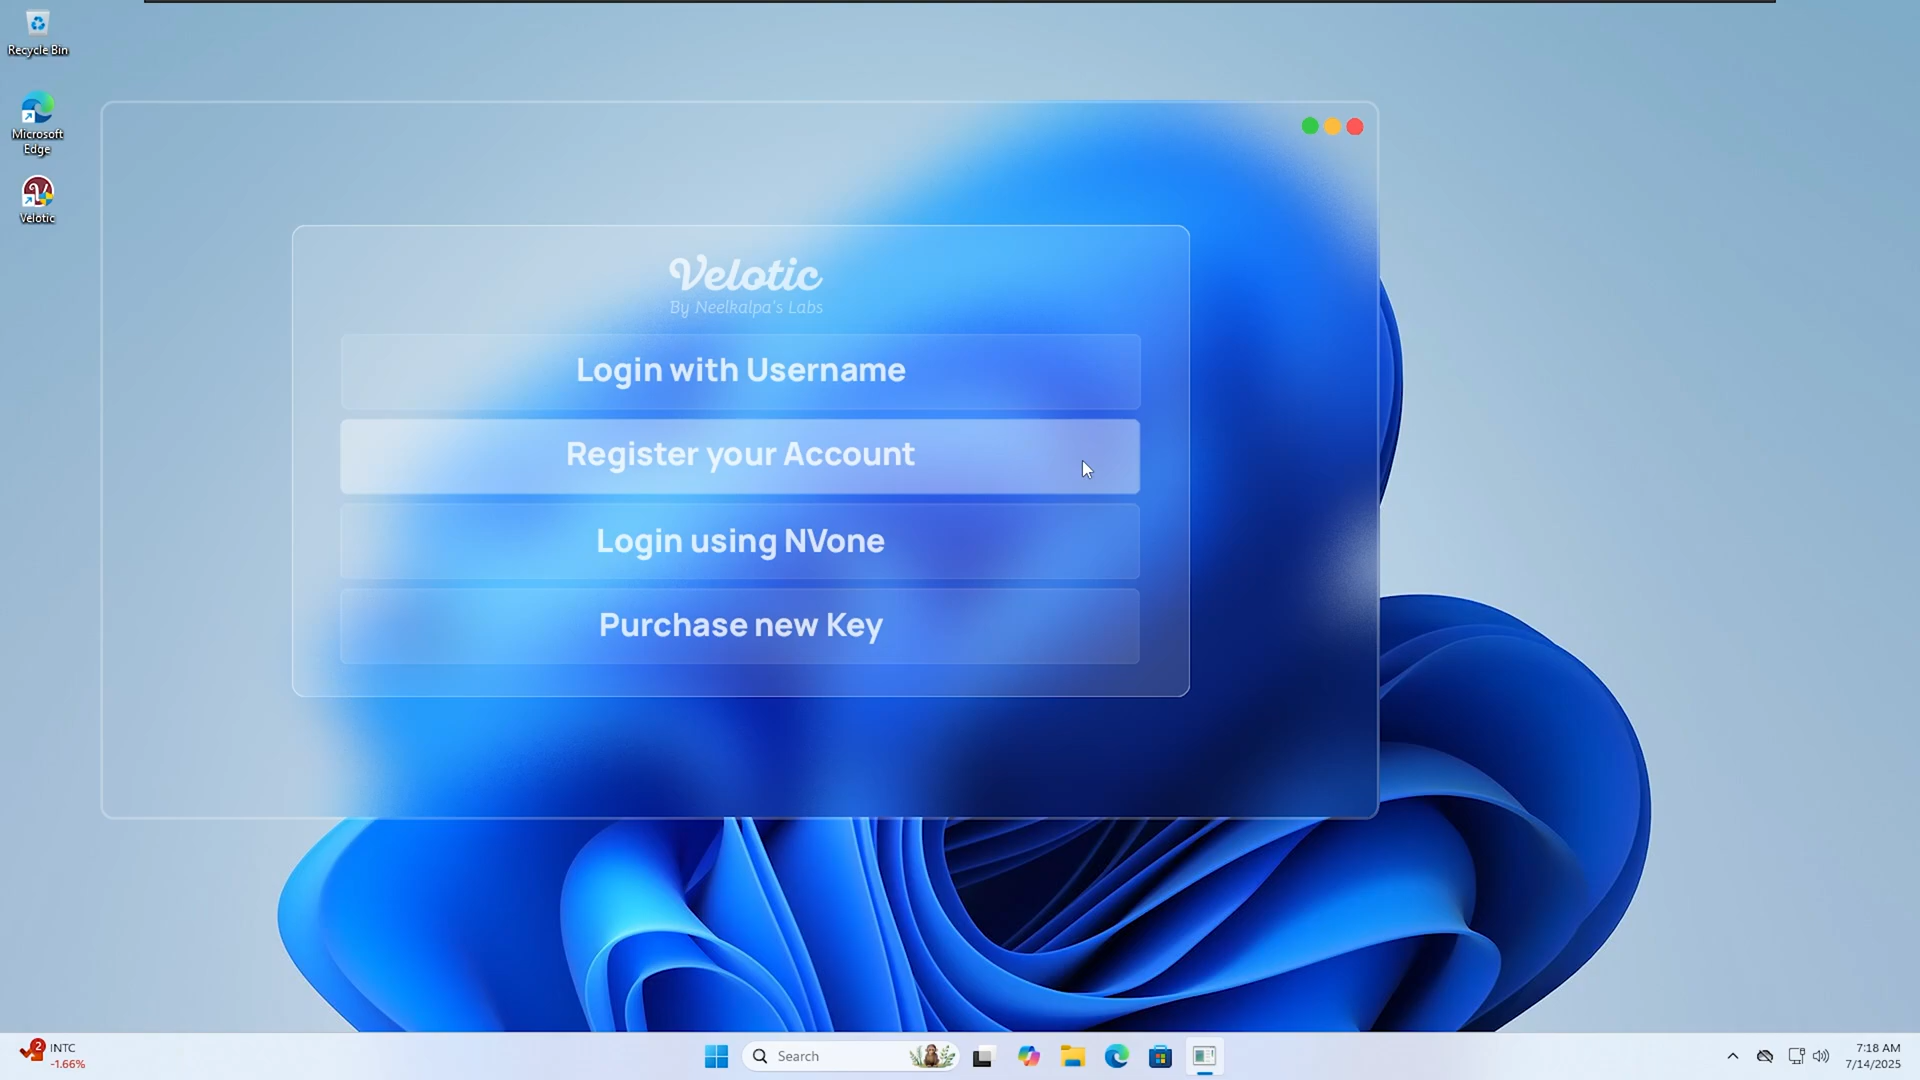 Recycle Bin
Microsoft
Edge
Velotic
Velotic
By Neelkalpa's Labs
Login with Username
Register your Account
Login using NVone
Purchase new Key
2
INTC
-1.66%
Search
7:18 AM
7/14/2025